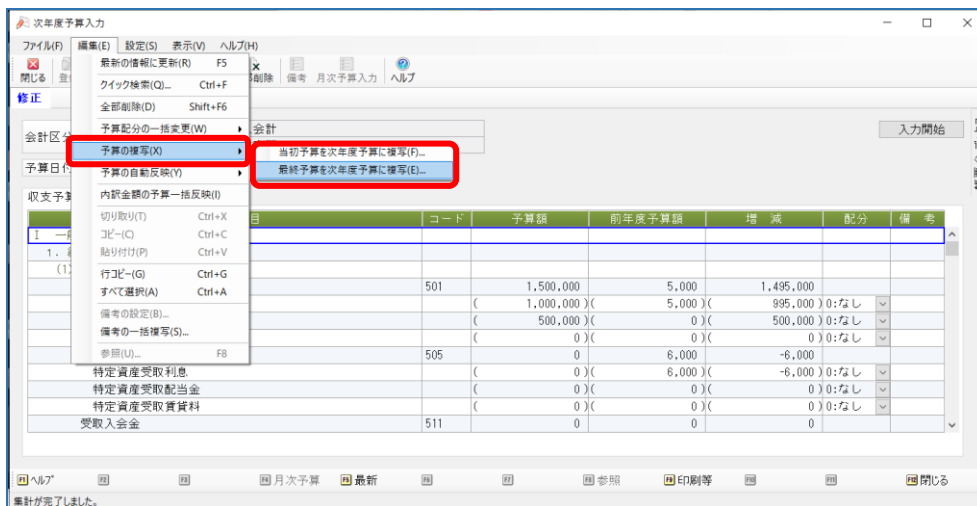 次年度予算入力
ファイル(F) 編集(E) 設定(S) 表示(V) ヘルプ(H)
閉じる 削除 備考 月次予算入力 ヘルプ
修正
最新の情報に更新(R) F5
クイック検索(Q)... Ctrl+F
全部削除(D) Shift+F6
予算配分の一括変更(W)
予算の複写(X)
予算の自動反映(Y)
内訳金額の予算一括反映(I)
切り取り(T) Ctrl+X
コピー(C) Ctrl+C
貼り付け(P) Ctrl+V
行コピー(G) Ctrl+G
すべて選択(A) Ctrl+A
備考の設定(B)...
備考の一括複写(S)...
参照(U)... F8
当初予算を次年度予算に複写(F)...
最終予算を次年度予算に複写(E)...
会計区分 会計 入力開始
予算日付
収支予算
目 コード 予算額 前年度予算額 増 減 配分 備 考
Ⅰ 一般
1.
(1)
501 1,500,000 5,000 1,495,000
( 1,000,000 )( 5,000 )( 995,000 ) 0:なし
( 500,000 )( 0 )( 500,000 ) 0:なし
( 0 )( 0 )( 0 ) 0:なし
505 0 6,000 -6,000
特定資産受取利息 ( 0 )( 6,000 )( -6,000 ) 0:なし
特定資産受取配当金 ( 0 )( 0 )( 0 ) 0:なし
特定資産受取賃貸料 ( 0 )( 0 )( 0 ) 0:なし
受取入会金 511 0 0 0
F1 ヘルプ F2 F3 F4 月次予算 F5 最新 F6 F7 F8 参照 F9 印刷等 F10 F11 F12 閉じる
集計が完了しました。